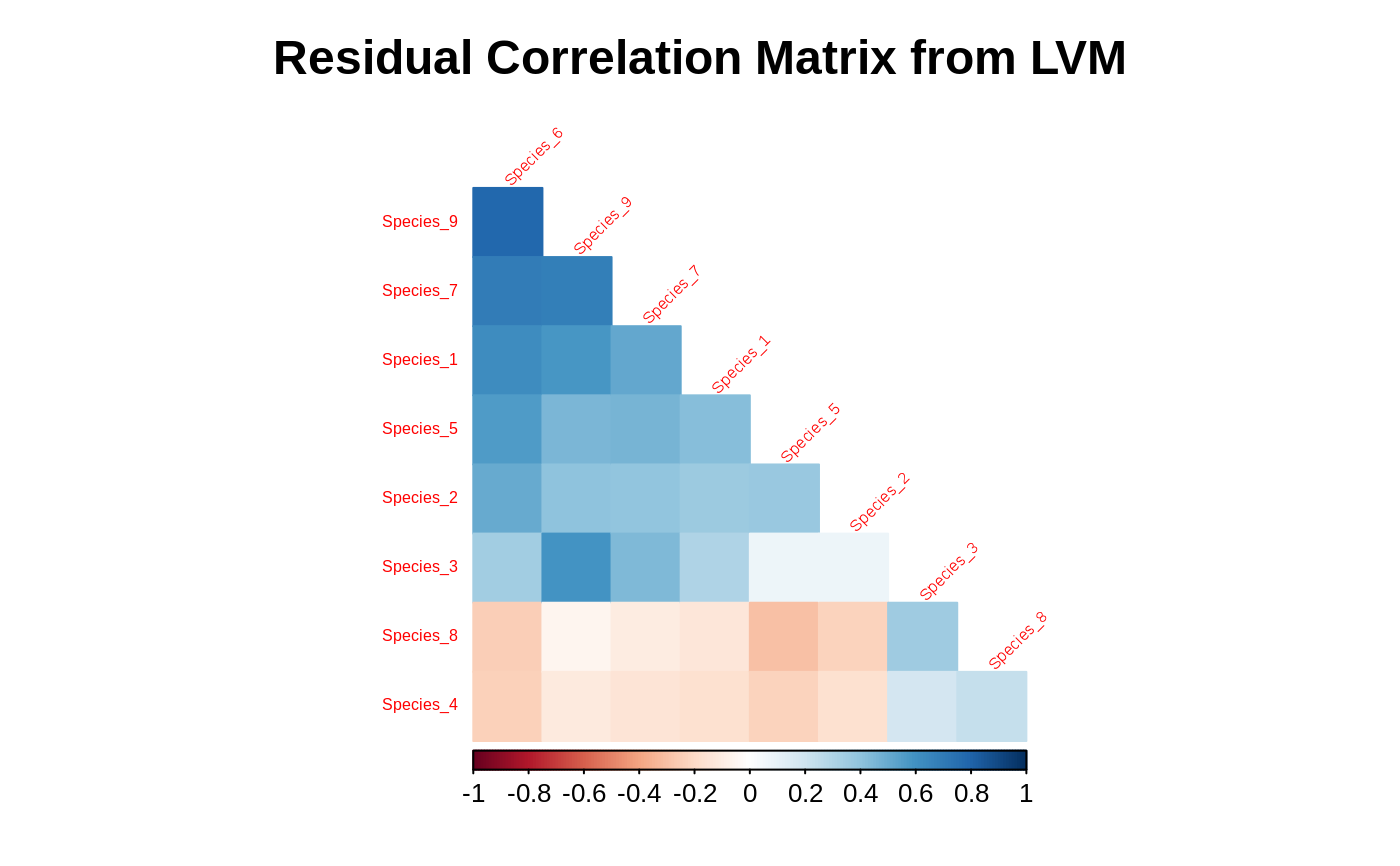 Residual Correlation Matrix from LVM
Species_6
Species_9
Species_9
Species_7
Species_7
Species_1
Species_1
Species_5
Species_5
Species_2
Species_2
Species_3
Species_3
Species_8
Species_8
Species_4
-1 -0.8 -0.6 -0.4 -0.2 0 0.2 0.4 0.6 0.8 1